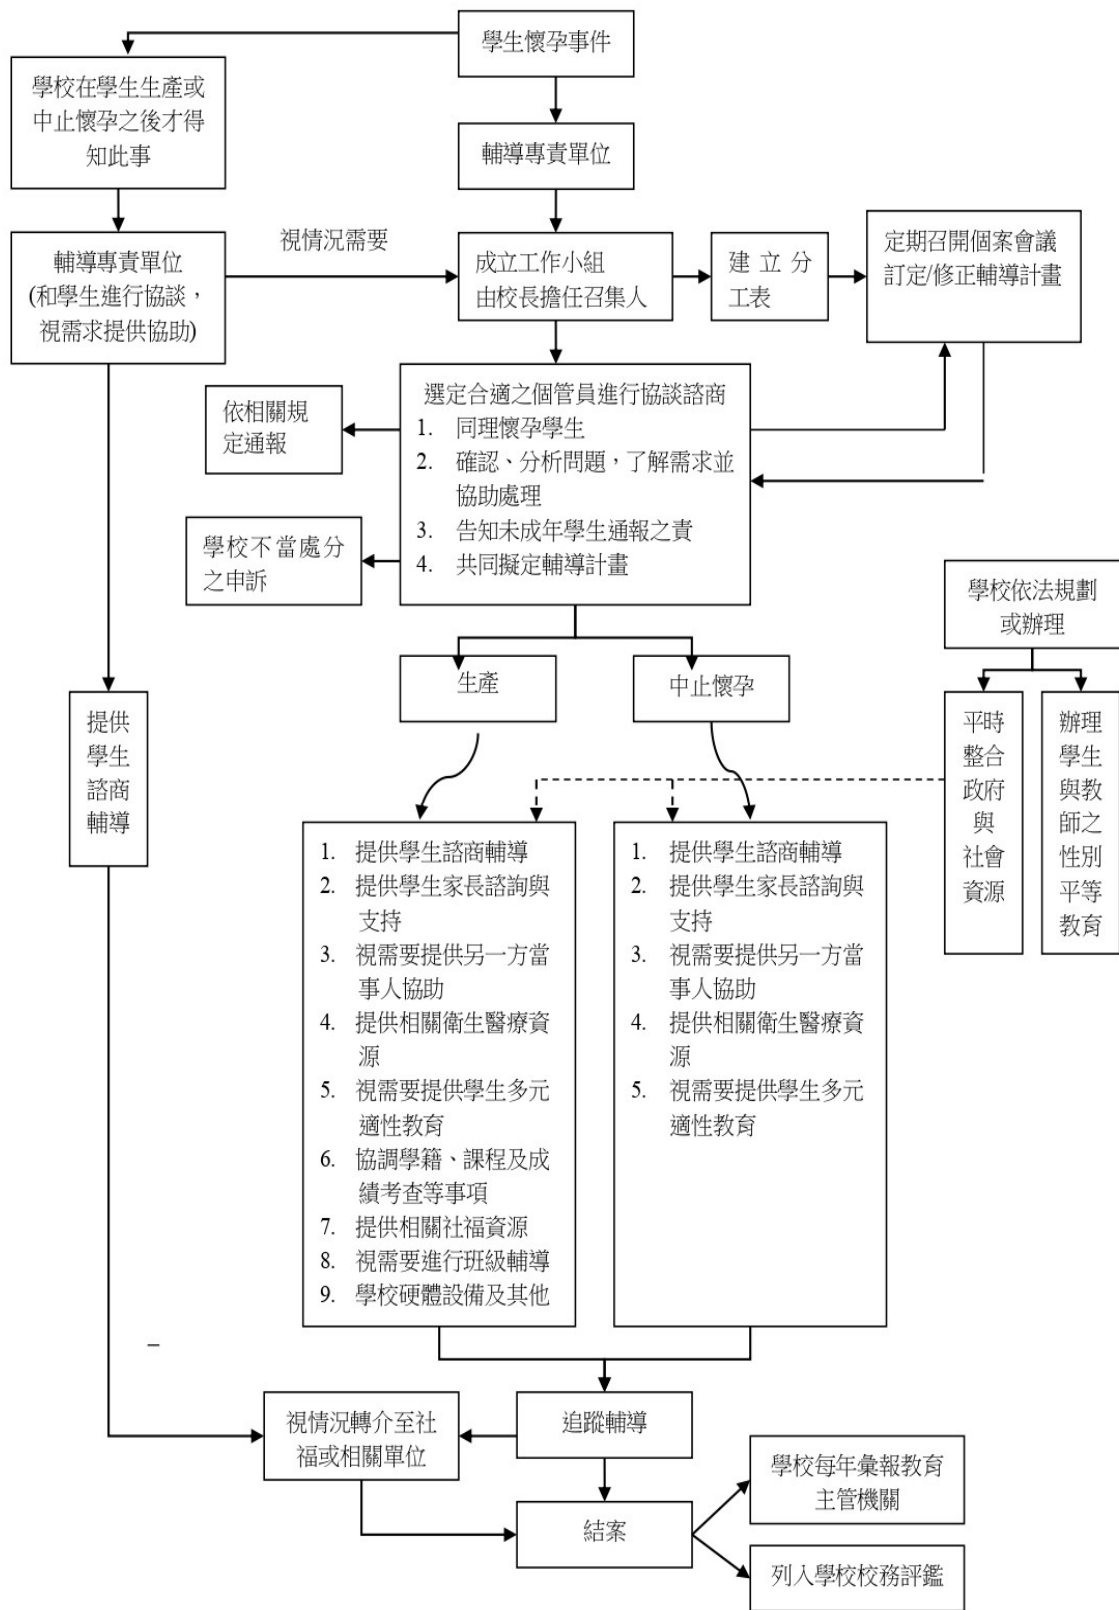 學生懷孕事件
學校在學生生產或
中止懷孕之後才得
知此事
輔導專責單位
輔導專責單位
(和學生進行協談，
視需求提供協助)
視情況需要
成立工作小組
由校長擔任召集人
建立分
工表
定期召開個案會議
訂定/修正輔導計畫
依相關規
定通報
選定合適之個管員進行協談諮商
1. 同理懷孕學生
2. 確認、分析問題，了解需求並
協助處理
3. 告知未成年學生通報之責
4. 共同擬定輔導計畫
學校不當處分
之申訴
學校依法規劃
或辦理
生產
中止懷孕
提供
學生
諮商
輔導
平時
整合
政府
與
社會
資源
辦理
學生
與教
師之
性別
平等
教育
1. 提供學生諮商輔導
2. 提供學生家長諮詢與
支持
3. 視需要提供另一方當
事人協助
4. 提供相關衛生醫療資
源
5. 視需要提供學生多元
適性教育
6. 協調學籍、課程及成
績考查等事項
7. 提供相關社福資源
8. 視需要進行班級輔導
9. 學校硬體設備及其他
1. 提供學生諮商輔導
2. 提供學生家長諮詢與
支持
3. 視需要提供另一方當
事人協助
4. 提供相關衛生醫療資
源
5. 視需要提供學生多元
適性教育
視情況轉介至社
福或相關單位
追蹤輔導
結案
學校每年彙報教育
主管機關
列入學校校務評鑑